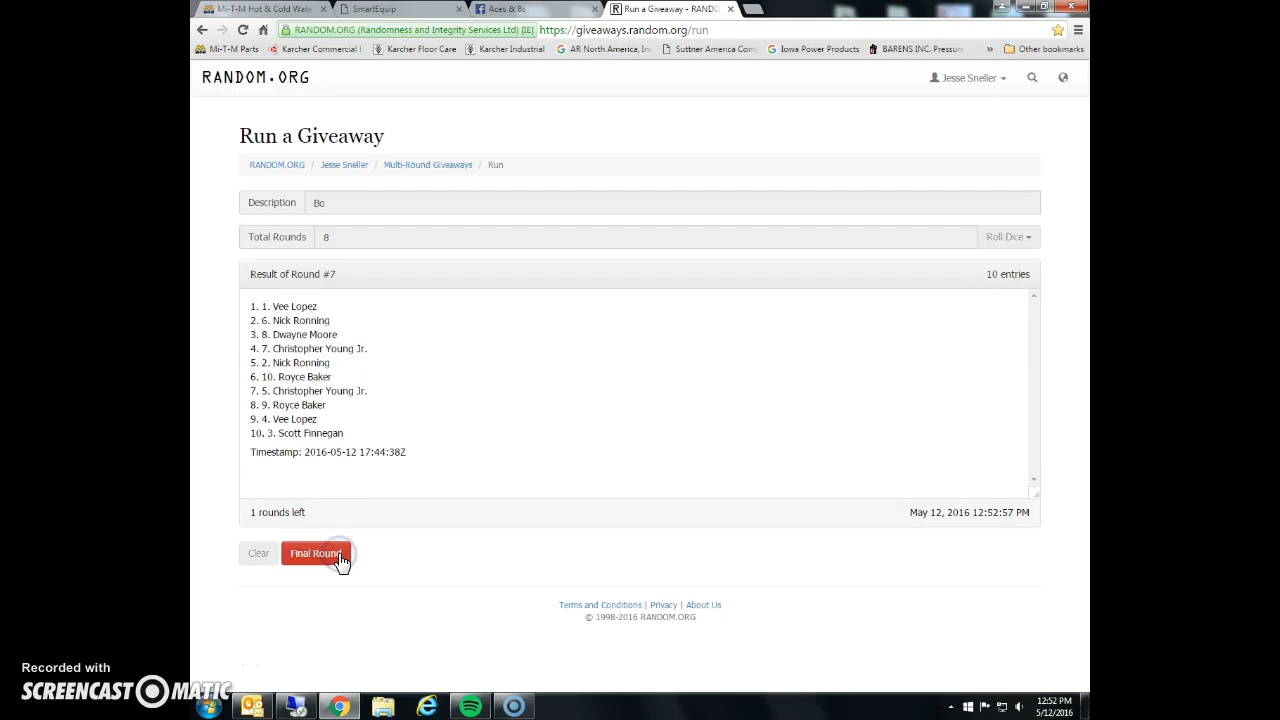 Mi-T-M Hot & Cold Wate
SmartEquip
Aces & 8s
Run a Giveaway - RANDO
RANDOM.ORG (Randomness and Integrity Services Ltd) [IE] https://giveaways.random.org/run
Mi-T-M Parts Karcher Commercial Karcher Floor Care Karcher Industrial AR North America, In Suttner America Com Iowa Power Products BARENS INC. Pressur » Other bookmarks
RANDOM.ORG
Jesse Sneller
Run a Giveaway
RANDOM.ORG / Jesse Sneller / Multi-Round Giveaways / Run
Description Bo
Total Rounds 8 Roll Dice
Result of Round #7 10 entries
1. 1. Vee Lopez
2. 6. Nick Ronning
3. 8. Dwayne Moore
4. 7. Christopher Young Jr.
5. 2. Nick Ronning
6. 10. Royce Baker
7. 5. Christopher Young Jr.
8. 9. Royce Baker
9. 4. Vee Lopez
10. 3. Scott Finnegan
Timestamp: 2016-05-12 17:44:38Z
1 rounds left May 12, 2016 12:52:57 PM
Clear Final Round
Terms and Conditions | Privacy | About Us
© 1998-2016 RANDOM.ORG
Recorded with
SCREENCAST-O-MATIC
12:52 PM
5/12/2016